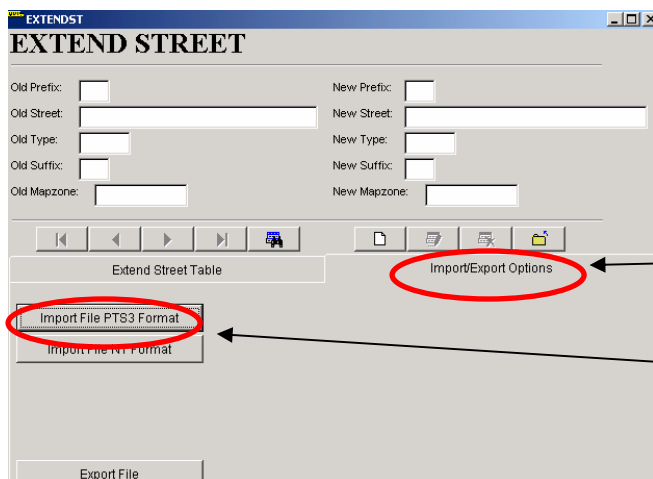 EXTENDST
EXTEND STREET
Old Prefix: New Prefix:
Old Street: New Street:
Old Type: New Type:
Old Suffix: New Suffix:
Old Mapzone: New Mapzone:
Extend Street Table Import/Export Options
Import File PTS3 Format
Import File NT Format
Export File